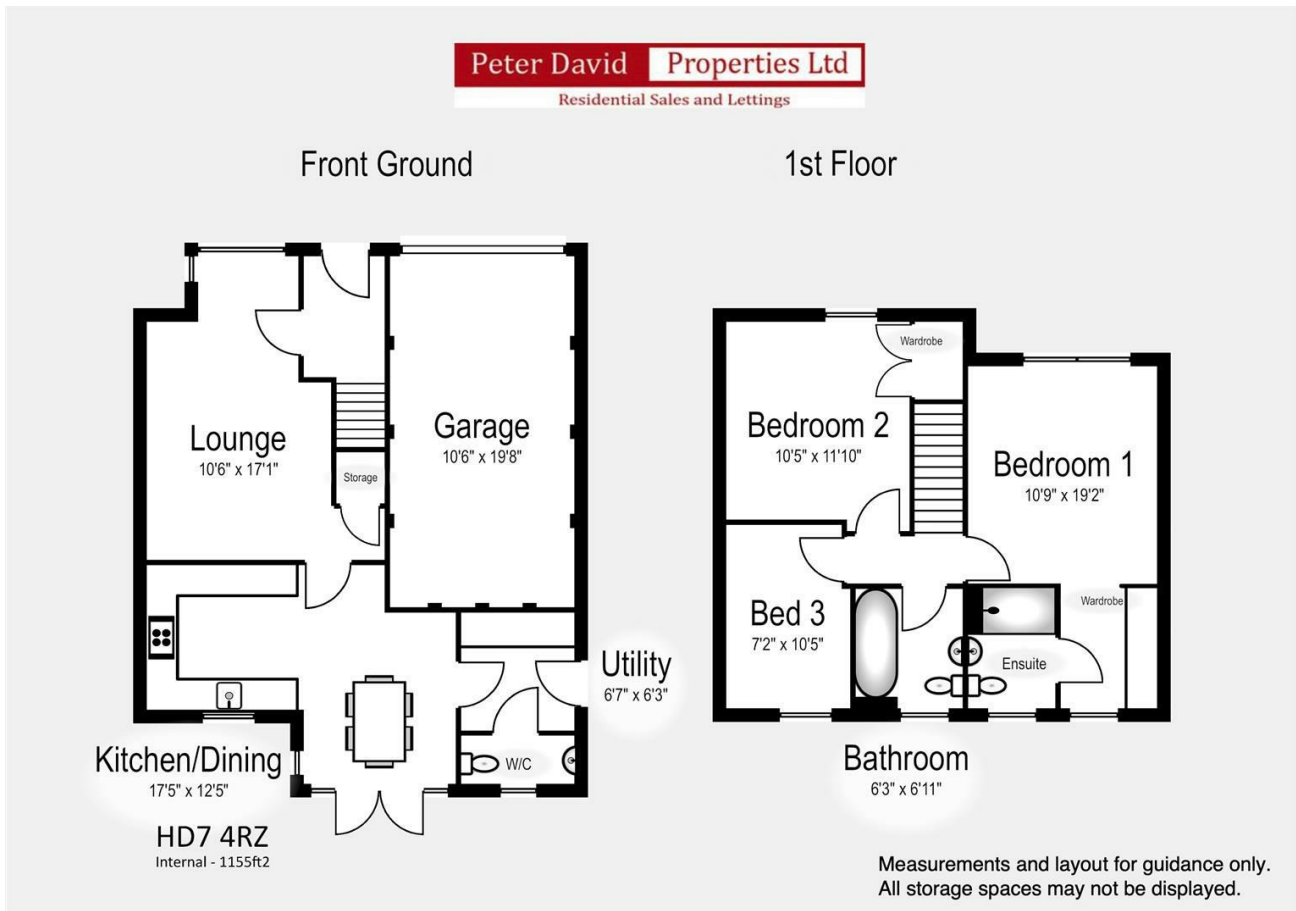 Peter David Properties Ltd
Residential Sales and Lettings
Front Ground
1st Floor
Lounge
10'6" x 17'1"
Storage
Garage
10'6" x 19'8"
Utility
6'7" x 6'3"
W/C
Kitchen/Dining
17'5" x 12'5"
HD7 4RZ
Internal - 1155ft2
Wardrobe
Bedroom 2
10'5" x 11'10"
Bedroom 1
10'9" x 19'2"
Wardrobe
Bed 3
7'2" x 10'5"
Ensuite
Bathroom
6'3" x 6'11"
Measurements and layout for guidance only.
All storage spaces may not be displayed.